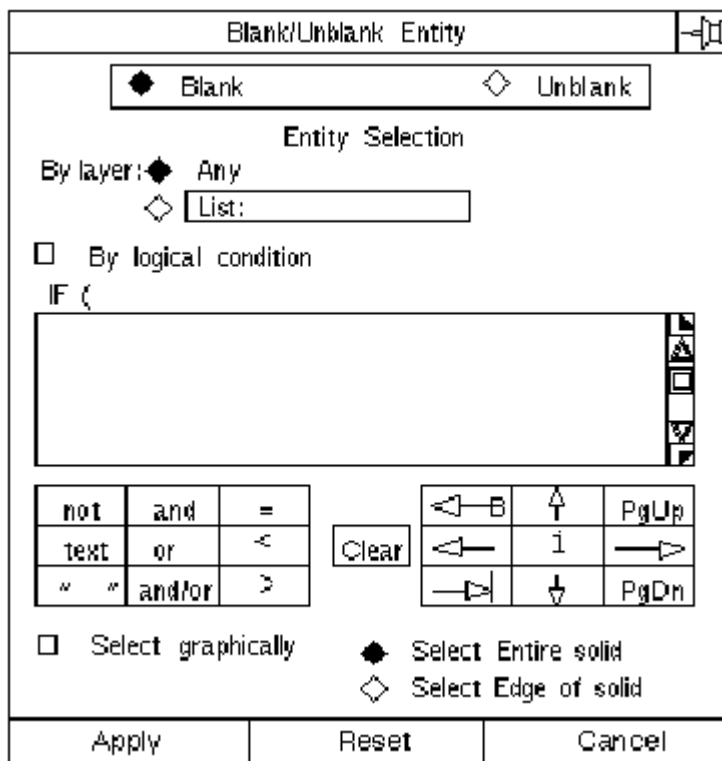 Blank/Unblank Entity
Blank Unblank
Entity Selection
By layer: Any
List:
By logical condition
IF (
not and = B PgUp
text or < Clear i
" " and/or > PgDn
Select graphically Select Entire solid
Select Edge of solid
Apply Reset Cancel